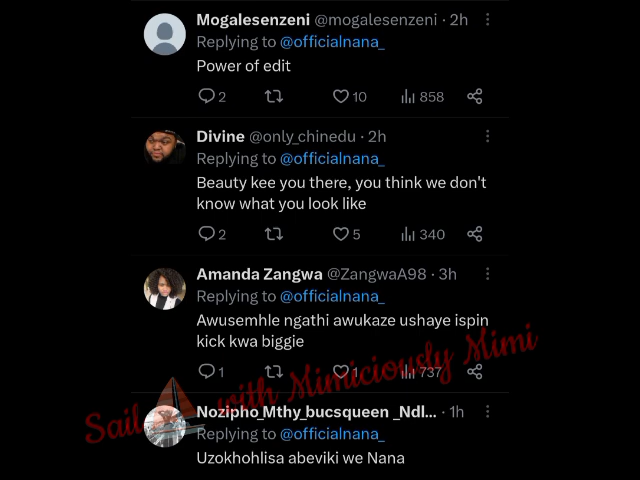 Mogalesenzeni @mogalesenzeni · 2h
Replying to @officialnana_
Power of edit
2 10 858
Divine @only_chinedu · 2h
Replying to @officialnana_
Beauty kee you there, you think we don't
know what you look like
2 5 340
Amanda Zangwa @ZangwaA98 · 3h
Replying to @officialnana_
Awusemhle ngathi awukaze ushaye ispin
kick kwa biggie
1 1 737
Sail with Mimiciously Mimi
Nozipho_Mthy_bucsqueen _Ndl... · 1h
Replying to @officialnana_
Uzokhohlisa abeviki we Nana